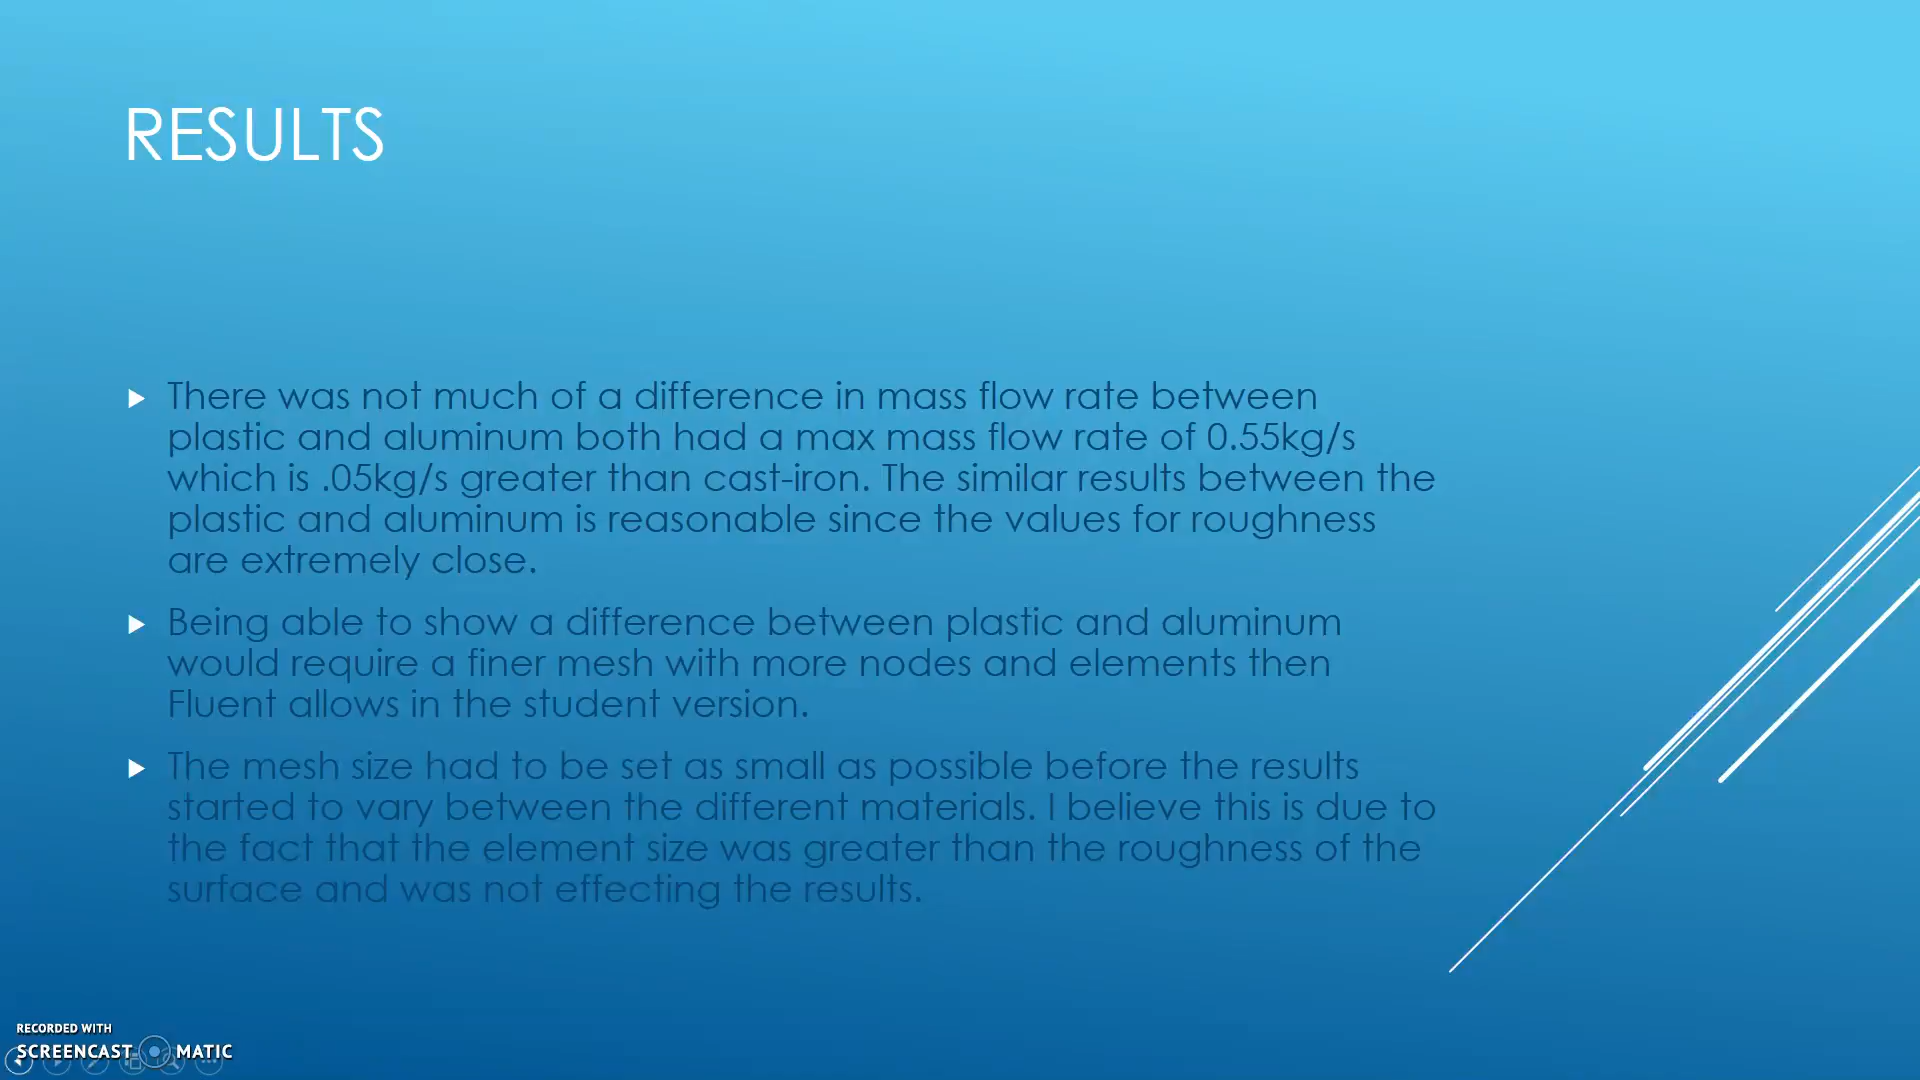 RESULTS
There was not much of a difference in mass flow rate between
plastic and aluminum both had a max mass flow rate of 0.55kg/s
which is .05kg/s greater than cast-iron. The similar results between the
plastic and aluminum is reasonable since the values for roughness
are extremely close.
Being able to show a difference between plastic and aluminum
would require a finer mesh with more nodes and elements then
Fluent allows in the student version.
The mesh size had to be set as small as possible before the results
started to vary between the different materials. I believe this is due to
the fact that the element size was greater than the roughness of the
surface and was not effecting the results.
RECORDED WITH
SCREENCAST MATIC